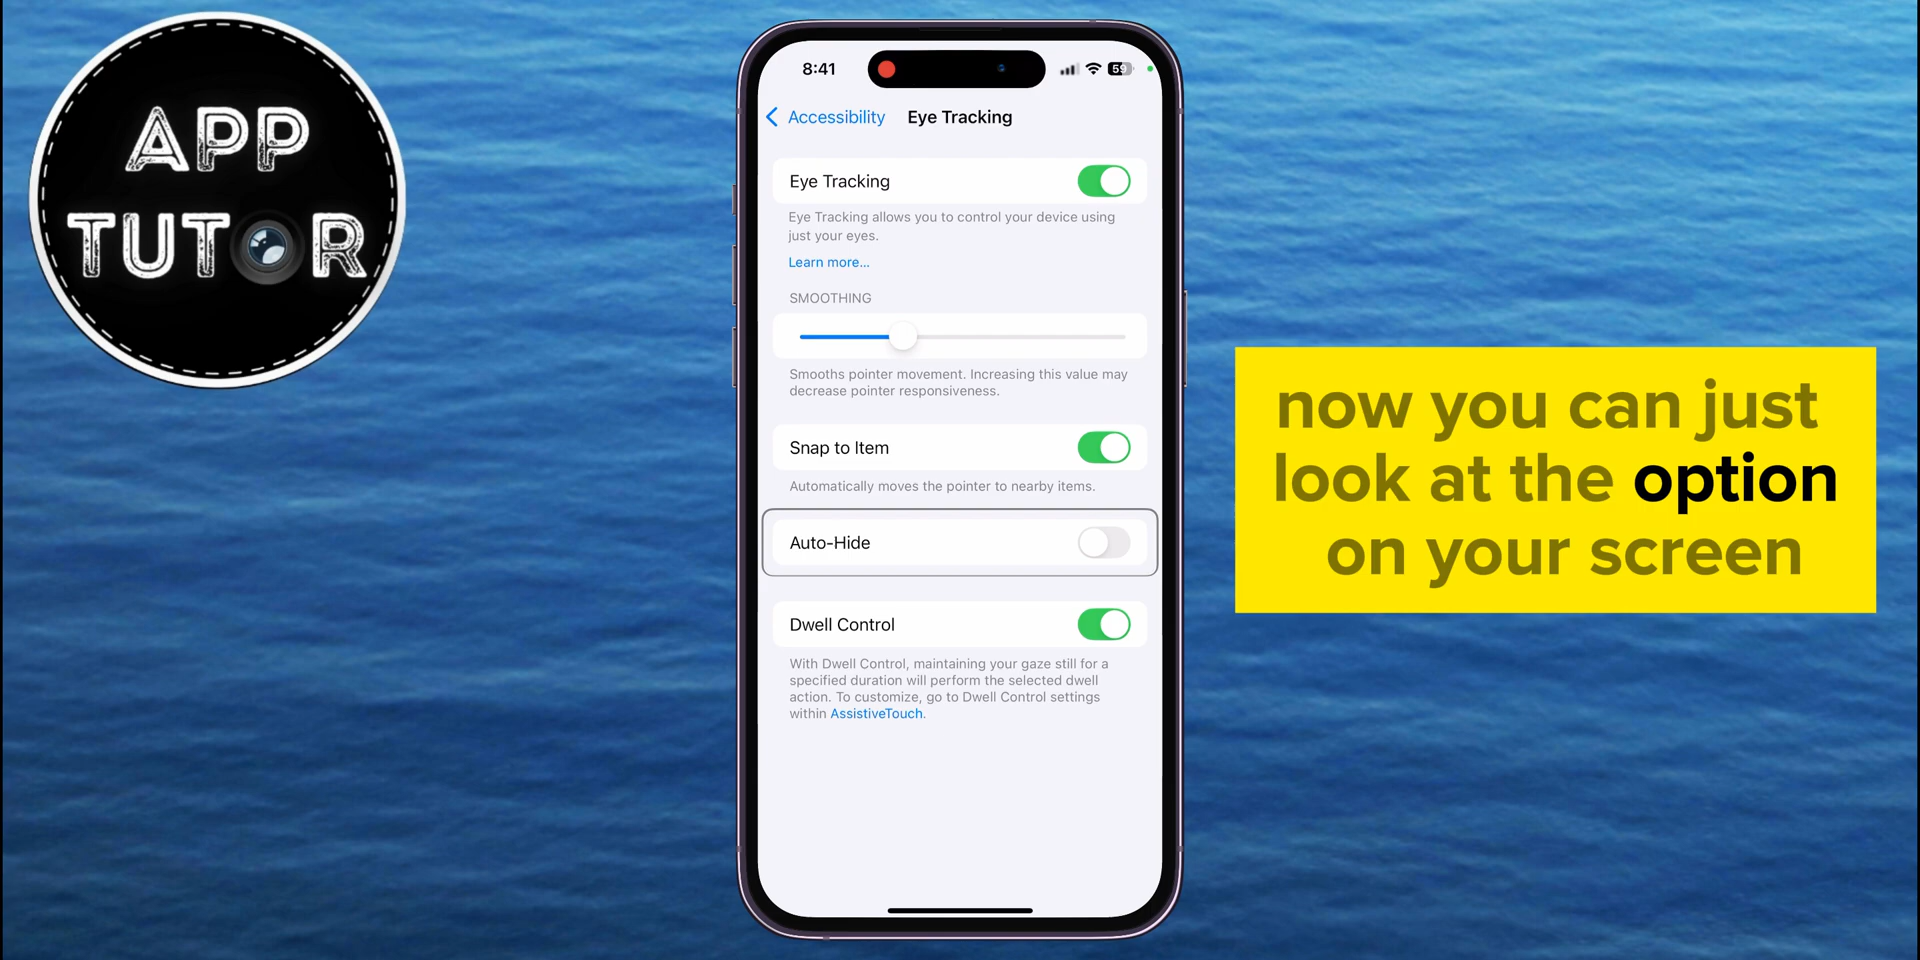 APP
TUTOR
8:41
59
Accessibility
Eye Tracking
Eye Tracking
Eye Tracking allows you to control your device using
just your eyes.
Learn more...
SMOOTHING
Smooths pointer movement. Increasing this value may
decrease pointer responsiveness.
Snap to Item
Automatically moves the pointer to nearby items.
Auto-Hide
Dwell Control
With Dwell Control, maintaining your gaze still for a
specified duration will perform the selected dwell
action. To customize, go to Dwell Control settings
within AssistiveTouch.
now you can just
look at the option
on your screen